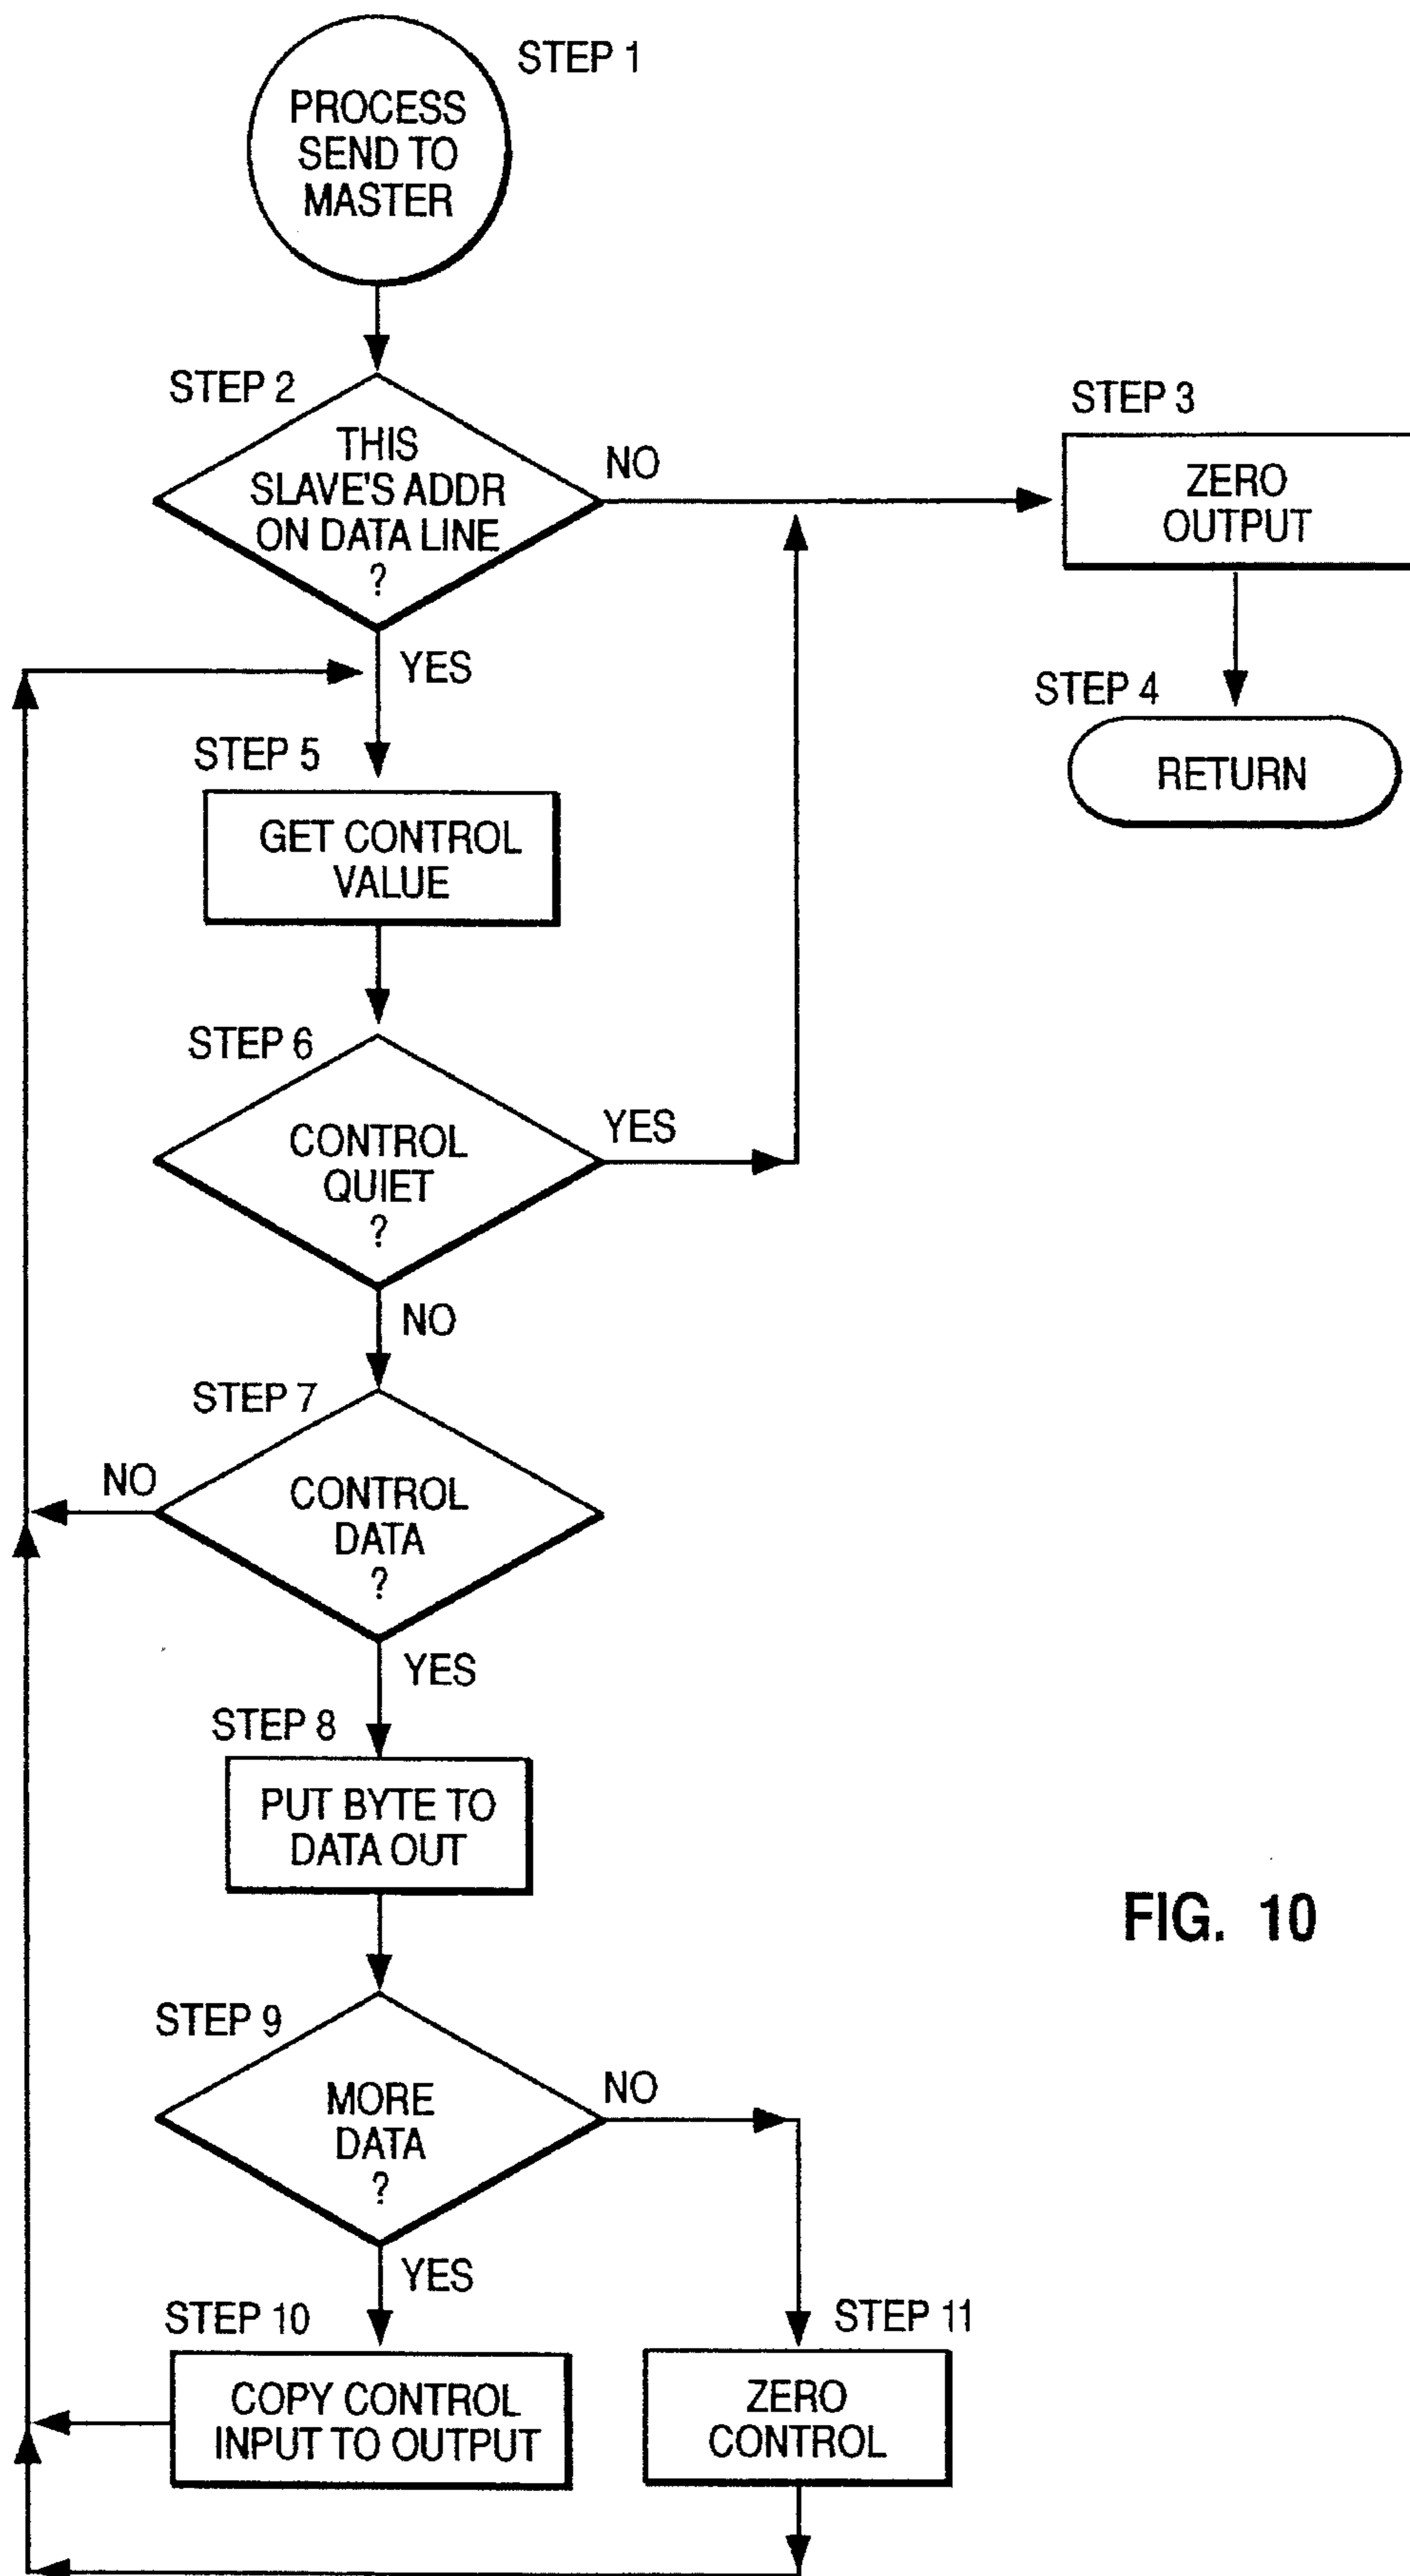 STEP 1
PROCESS
SEND TO
MASTER
STEP 2
THIS
SLAVE'S ADDR
ON DATA LINE
?
NO
YES
STEP 3
ZERO
OUTPUT
STEP 4
RETURN
STEP 5
GET CONTROL
VALUE
STEP 6
CONTROL
QUIET
?
YES
NO
STEP 7
CONTROL
DATA
?
NO
YES
STEP 8
PUT BYTE TO
DATA OUT
STEP 9
MORE
DATA
?
NO
YES
STEP 10
COPY CONTROL
INPUT TO OUTPUT
STEP 11
ZERO
CONTROL
FIG. 10